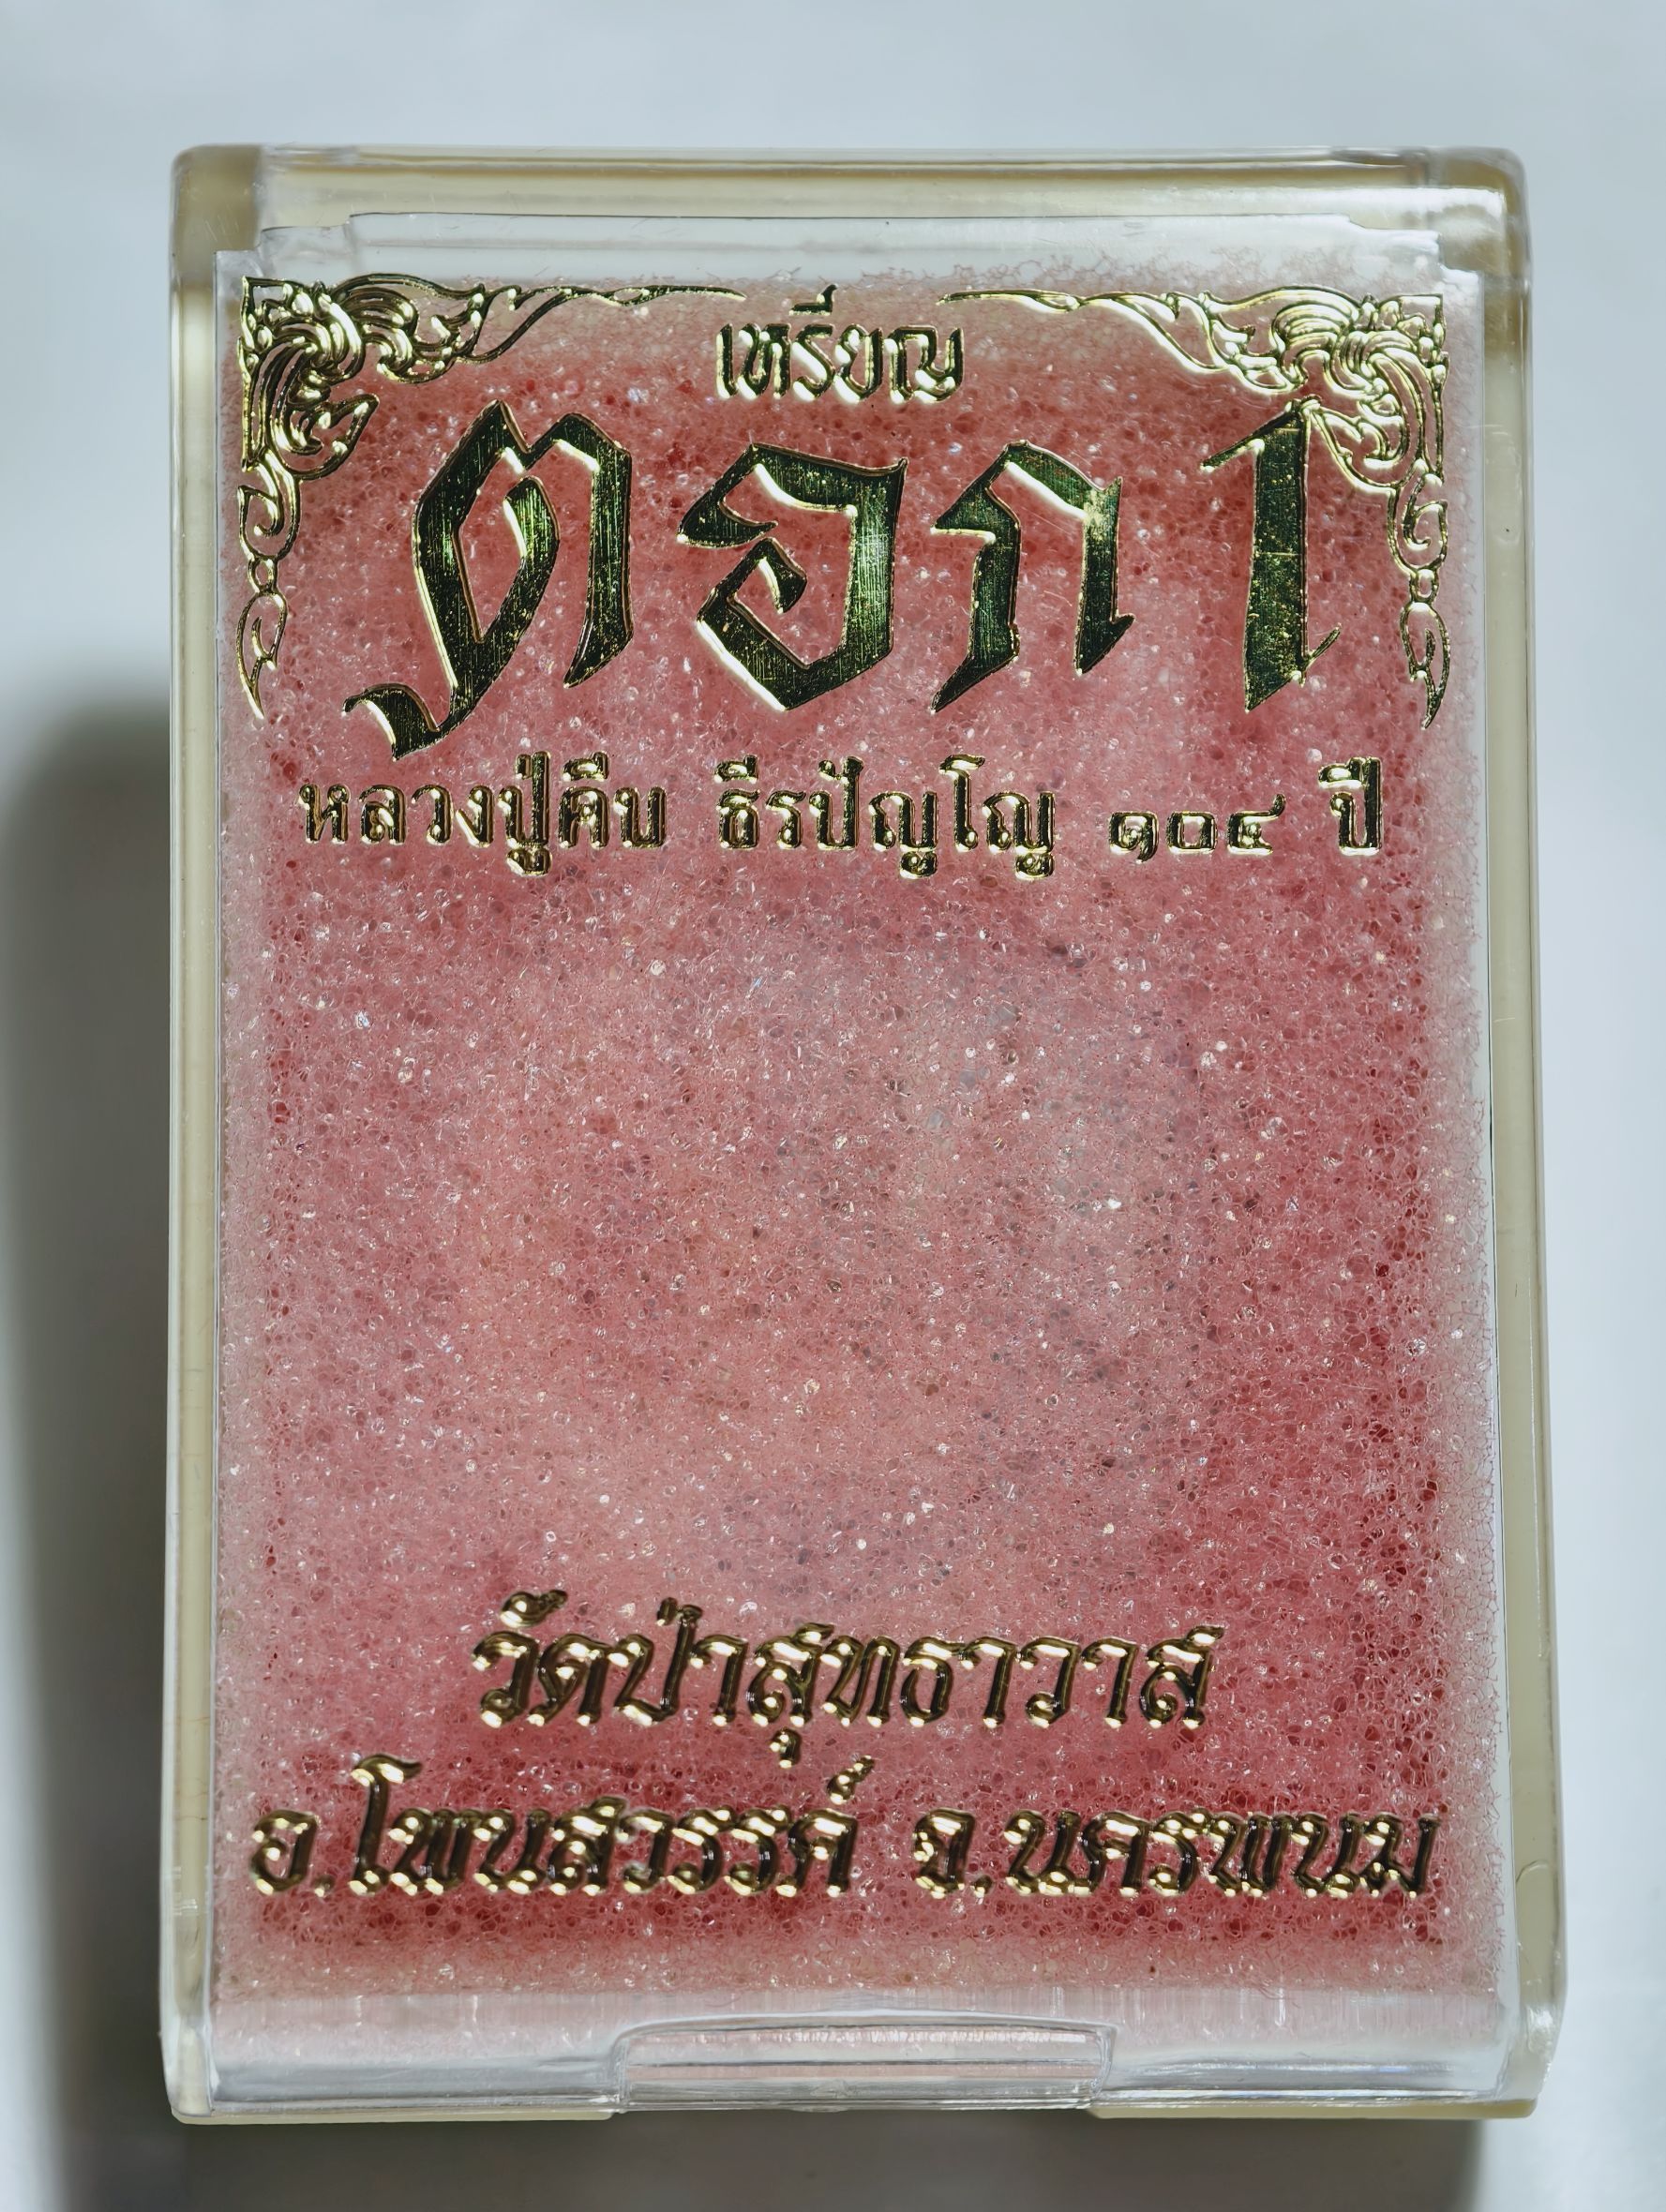 เหรียญ
ตอก 1
หลวงปู่คีบ ธีรปัญโญ ๑๐๔ ปี
วัดป่าสุทธาวาส
อ.โพนสวรรค์ จ.นครพนม